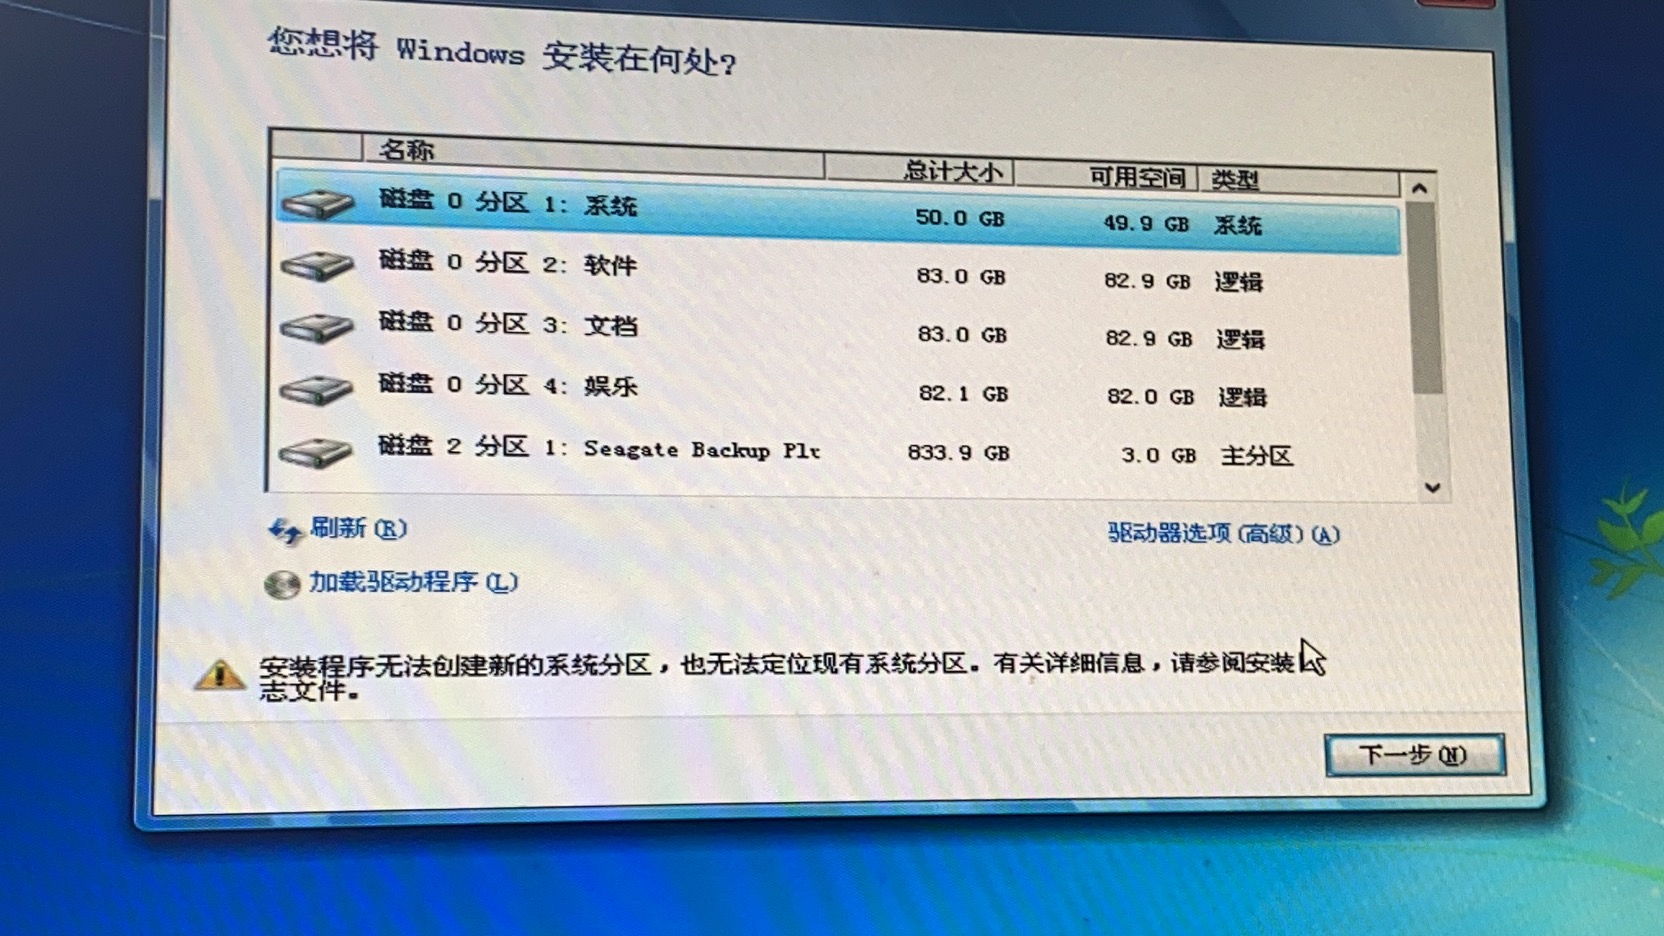 您想将 Windows 安装在何处?
名称 总计大小 可用空间 类型
磁盘 0 分区 1: 系统 50.0 GB 49.9 GB 系统
磁盘 0 分区 2: 软件 83.0 GB 82.9 GB 逻辑
磁盘 0 分区 3: 文档 83.0 GB 82.9 GB 逻辑
磁盘 0 分区 4: 娱乐 82.1 GB 82.0 GB 逻辑
磁盘 2 分区 1: Seagate Backup 833.9 GB 3.0 GB 主分区
刷新(R) 驱动器选项(高级)(A)
加载驱动程序(L)
安装程序无法创建新的系统分区，也无法定位现有系统分区。有关详细信息，请参阅安装
志文件。
下一步(N)